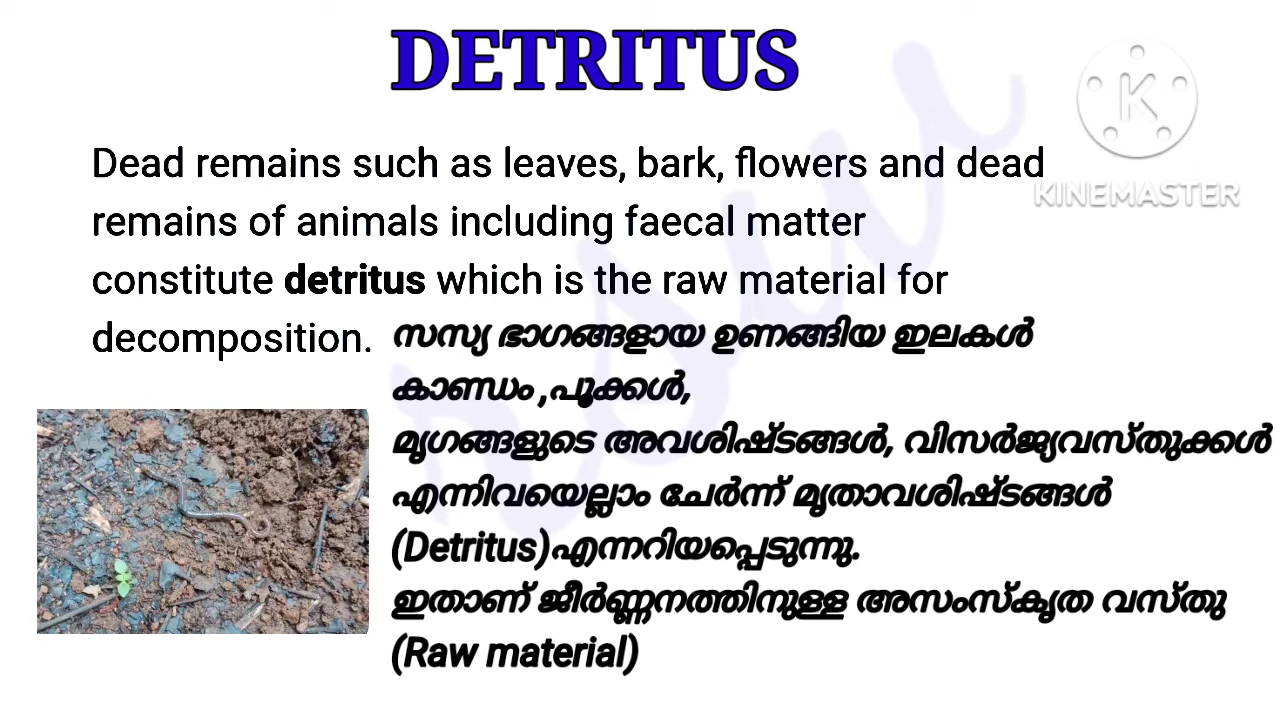 DETRITUS
Dead remains such as leaves, bark, flowers and dead
remains of animals including faecal matter
constitute detritus which is the raw material for
decomposition.
സസ്യ ഭാഗങ്ങളായ ഉണങ്ങിയ ഇലകൾ
കാണ്ഡം ,പൂക്കൾ,
മൃഗങ്ങളുടെ അവശിഷ്ടങ്ങൾ, വിസർജ്യവസ്തുക്കൾ
എന്നിവയെല്ലാം ചേർന്ന് മൃതാവശിഷ്ടങ്ങൾ
(Detritus)എന്നറിയപ്പെടുന്നു.
ഇതാണ് ജീർണ്ണനത്തിനുള്ള അസംസ്കൃത വസ്തു
(Raw material)
K
KINEMASTER